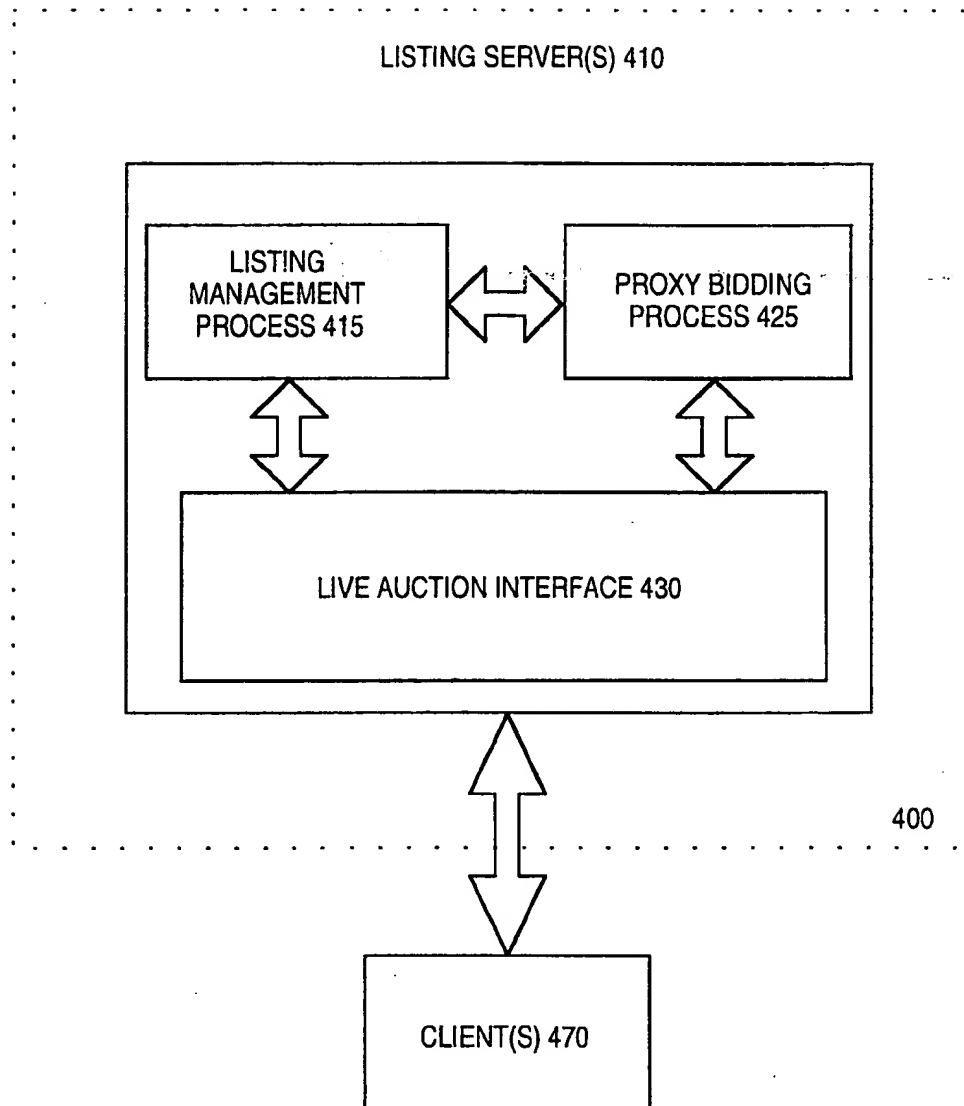 LISTING SERVER(S) 410
LISTING
MANAGEMENT
PROCESS 415
PROXY BIDDING
PROCESS 425
LIVE AUCTION INTERFACE 430
400
CLIENT(S) 470